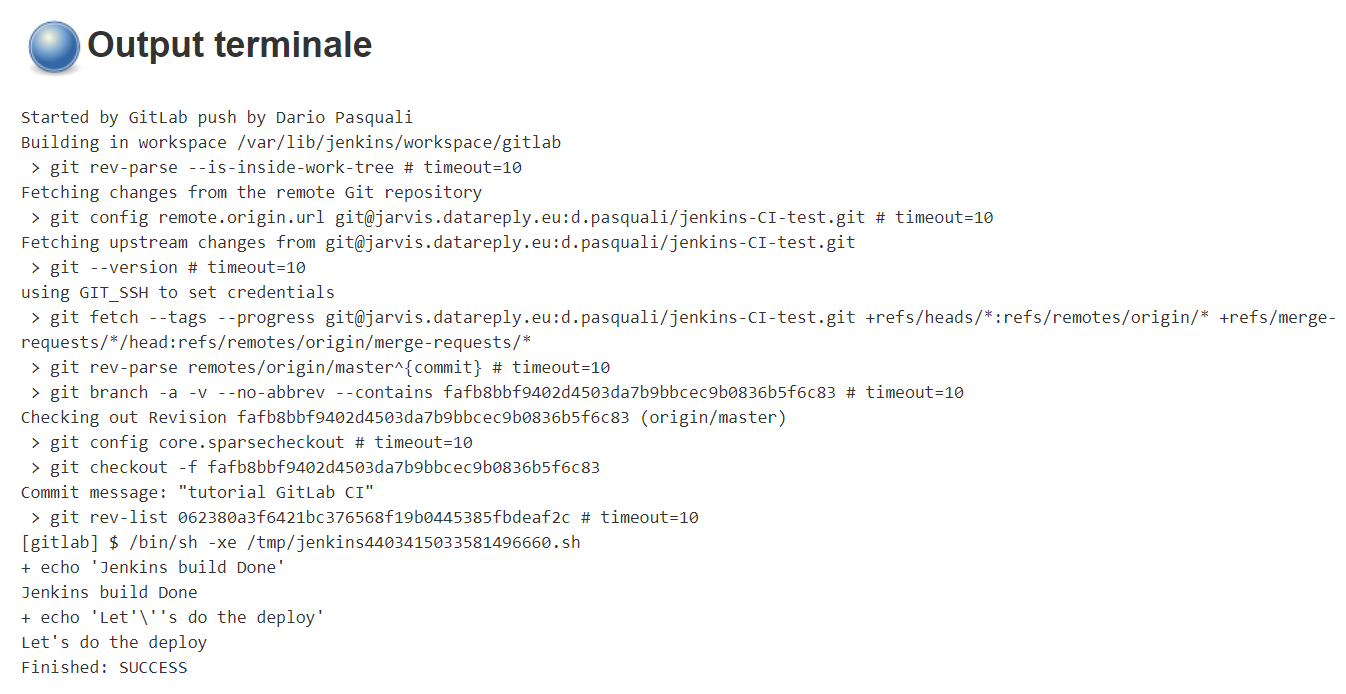 Output terminale
Started by GitLab push by Dario Pasquali
Building in workspace /var/lib/jenkins/workspace/gitlab
 > git rev-parse --is-inside-work-tree # timeout=10
Fetching changes from the remote Git repository
 > git config remote.origin.url git@jarvis.datareply.eu:d.pasquali/jenkins-CI-test.git # timeout=10
Fetching upstream changes from git@jarvis.datareply.eu:d.pasquali/jenkins-CI-test.git
 > git --version # timeout=10
using GIT_SSH to set credentials
 > git fetch --tags --progress git@jarvis.datareply.eu:d.pasquali/jenkins-CI-test.git +refs/heads/*:refs/remotes/origin/* +refs/merge-
requests/*/head:refs/remotes/origin/merge-requests/*
 > git rev-parse remotes/origin/master^{commit} # timeout=10
 > git branch -a -v --no-abbrev --contains fafb8bbf9402d4503da7b9bbcec9b0836b5f6c83 # timeout=10
Checking out Revision fafb8bbf9402d4503da7b9bbcec9b0836b5f6c83 (origin/master)
 > git config core.sparsecheckout # timeout=10
 > git checkout -f fafb8bbf9402d4503da7b9bbcec9b0836b5f6c83
Commit message: "tutorial GitLab CI"
 > git rev-list 062380a3f6421bc376568f19b0445385fbdeaf2c # timeout=10
[gitlab] $ /bin/sh -xe /tmp/jenkins4403415033581496660.sh
+ echo 'Jenkins build Done'
Jenkins build Done
+ echo 'Let'\''s do the deploy'
Let's do the deploy
Finished: SUCCESS